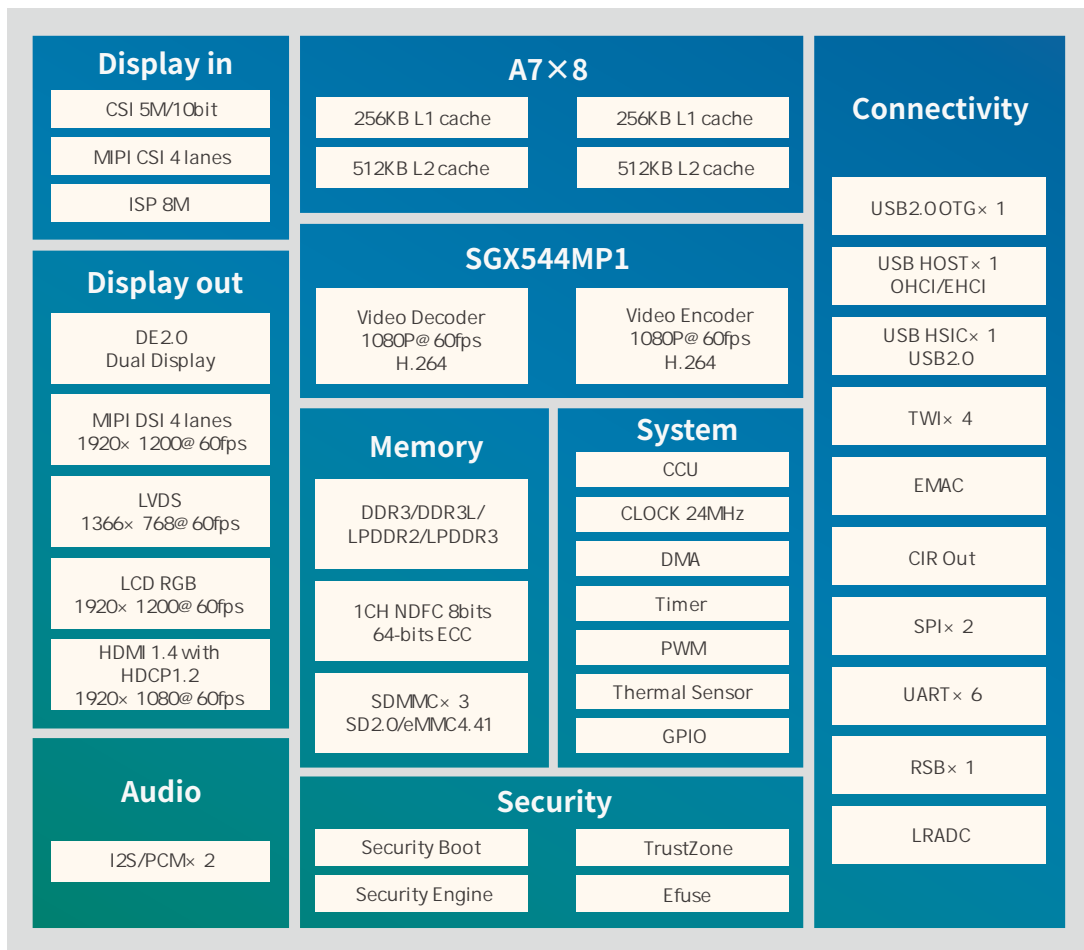 Display in
CSI 5M/10bit
MIPI CSI 4 lanes
ISP 8M
Display out
DE2.0
Dual Display
MIPI DSI 4 lanes
1920× 1200@60fps
LVDS
1366× 768@60fps
LCD RGB
1920× 1200@60fps
HDMI 1.4 with
HDCP1.2
1920× 1080@60fps
Audio
I2S/PCM× 2
A7×8
256KB L1 cache
256KB L1 cache
512KB L2 cache
512KB L2 cache
SGX544MP1
Video Decoder
1080P@60fps
H.264
Video Encoder
1080P@60fps
H.264
Memory
DDR3/DDR3L/
LPDDR2/LPDDR3
1CH NDFC 8bits
64-bits ECC
SDMMC× 3
SD2.0/eMMC4.41
System
CCU
CLOCK 24MHz
DMA
Timer
PWM
Thermal Sensor
GPIO
Security
Security Boot
TrustZone
Security Engine
Efuse
Connectivity
USB2.0 OTG× 1
USB HOST× 1
OHCI/EHCI
USB HSIC× 1
USB2.0
TWI× 4
EMAC
CIR Out
SPI× 2
UART× 6
RSB× 1
LRADC